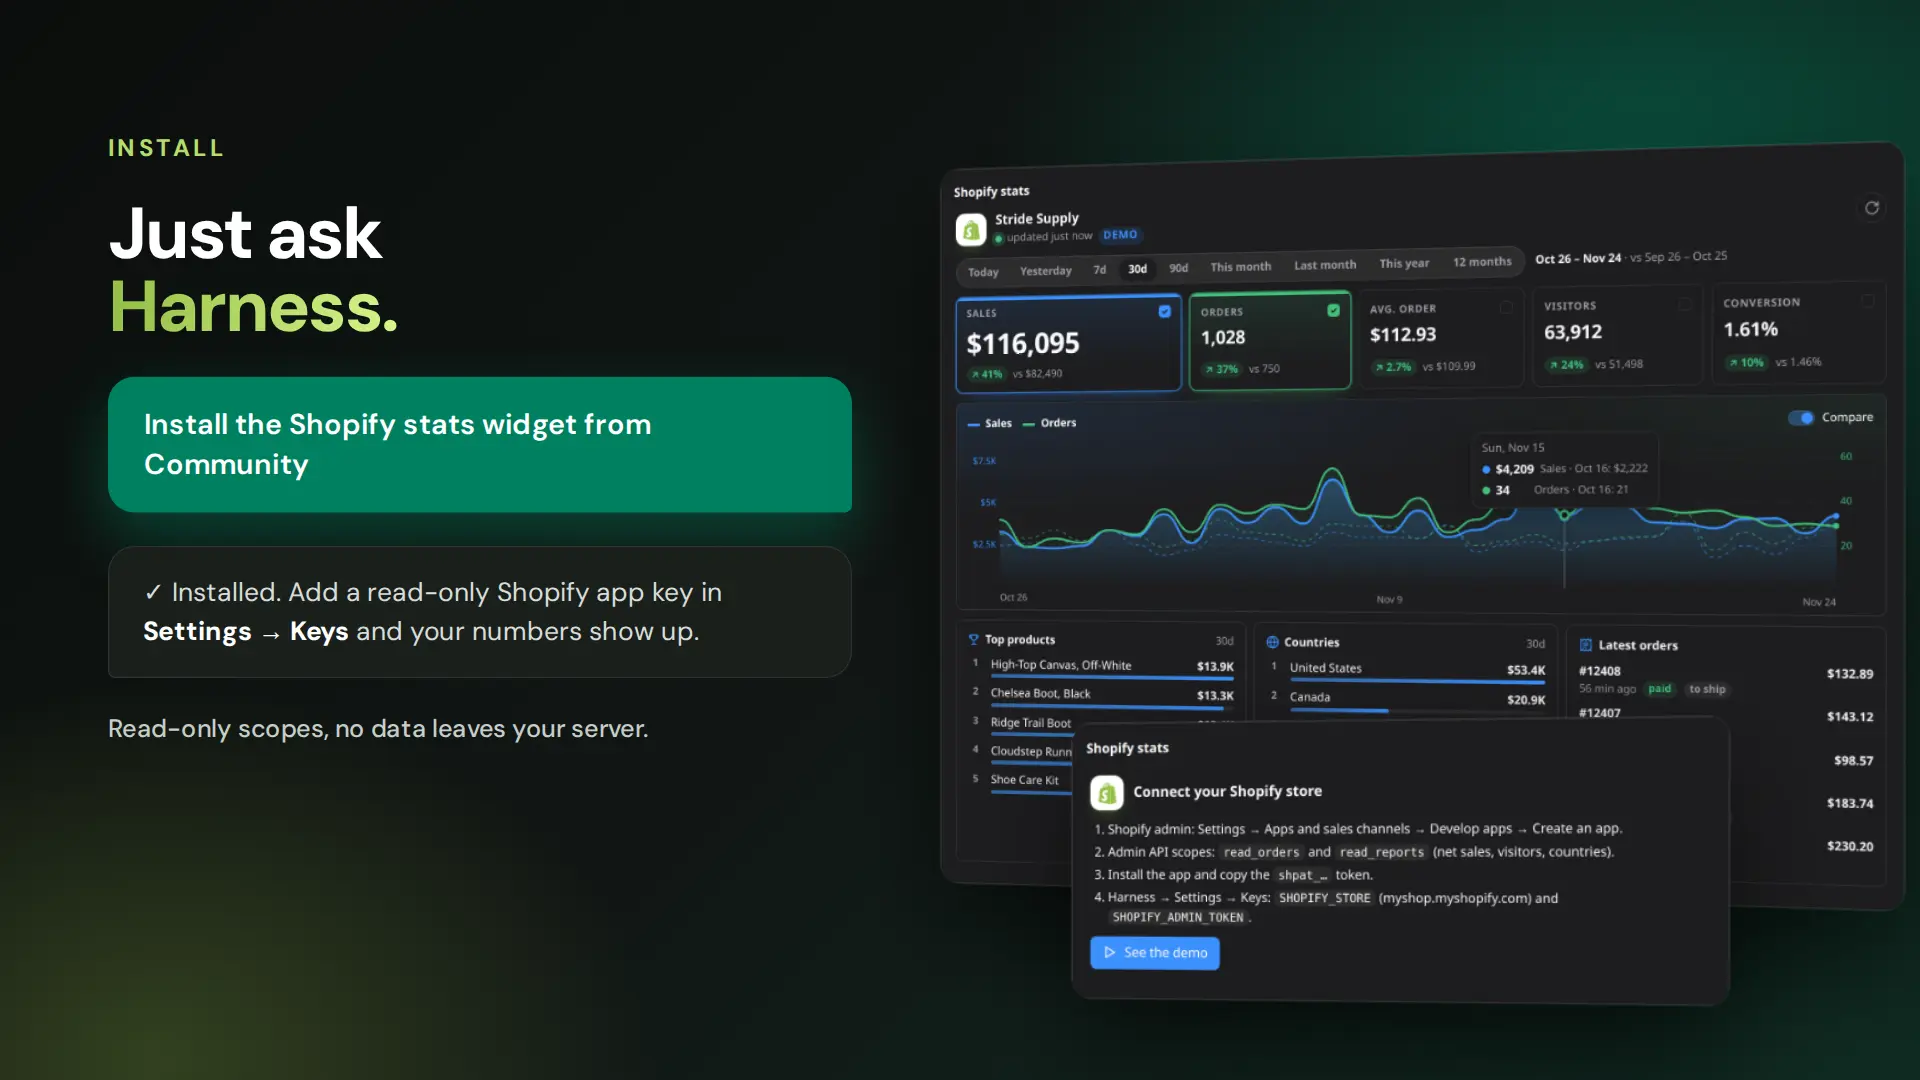 INSTALL
Just ask
Harness.
Install the Shopify stats widget from
Community
✓ Installed. Add a read-only Shopify app key in
Settings → Keys and your numbers show up.
Read-only scopes, no data leaves your server.
Shopify stats
Stride Supply
updated just now DEMO
Today Yesterday 7d 30d 90d This month Last month This year 12 months Oct 26 – Nov 24 · vs Sep 26 – Oct 25
SALES
$116,095
↗ 41% vs $82,490
ORDERS
1,028
↗ 37% vs 750
AVG. ORDER
$112.93
↗ 2.7% vs $109.99
VISITORS
63,912
↗ 24% vs 51,498
CONVERSION
1.61%
↗ 10% vs 1.46%
Sales Orders
Compare
$7.5K
$5K
$2.5K
60
40
20
Sun, Nov 15
$4,209 Sales · Oct 16: $2,222
34 Orders · Oct 16: 21
Oct 26 Nov 9 Nov 24
Top products 30d
1 High-Top Canvas, Off-White $13.9K
2 Chelsea Boot, Black $13.3K
3 Ridge Trail Boot
4 Cloudstep Runn
5 Shoe Care Kit
Countries 30d
1 United States $53.4K
2 Canada $20.9K
Latest orders
#12408 $132.89
56 min ago paid to ship
#12407 $143.12
$98.57
$183.74
$230.20
Shopify stats
Connect your Shopify store
1. Shopify admin: Settings → Apps and sales channels → Develop apps → Create an app.
2. Admin API scopes: read_orders and read_reports (net sales, visitors, countries).
3. Install the app and copy the shpat_… token.
4. Harness → Settings → Keys: SHOPIFY_STORE (myshop.myshopify.com) and
SHOPIFY_ADMIN_TOKEN.
See the demo